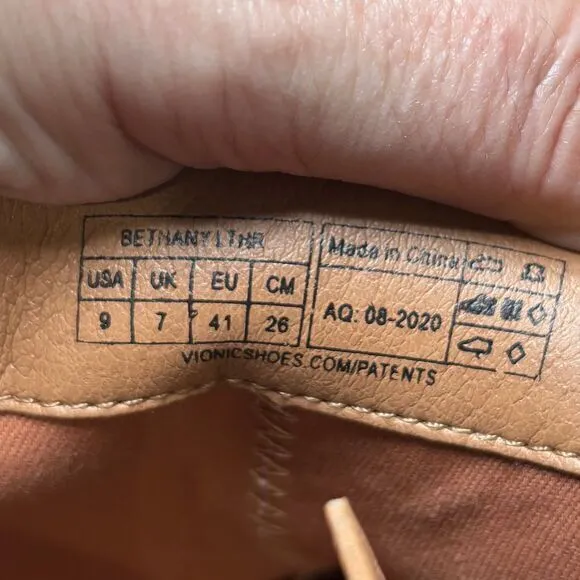 BETHANY LTHR
USA UK EU CM
9 7 41 26
Made in China
AQ: 08-2020
VIONICSHOES.COM/PATENTS